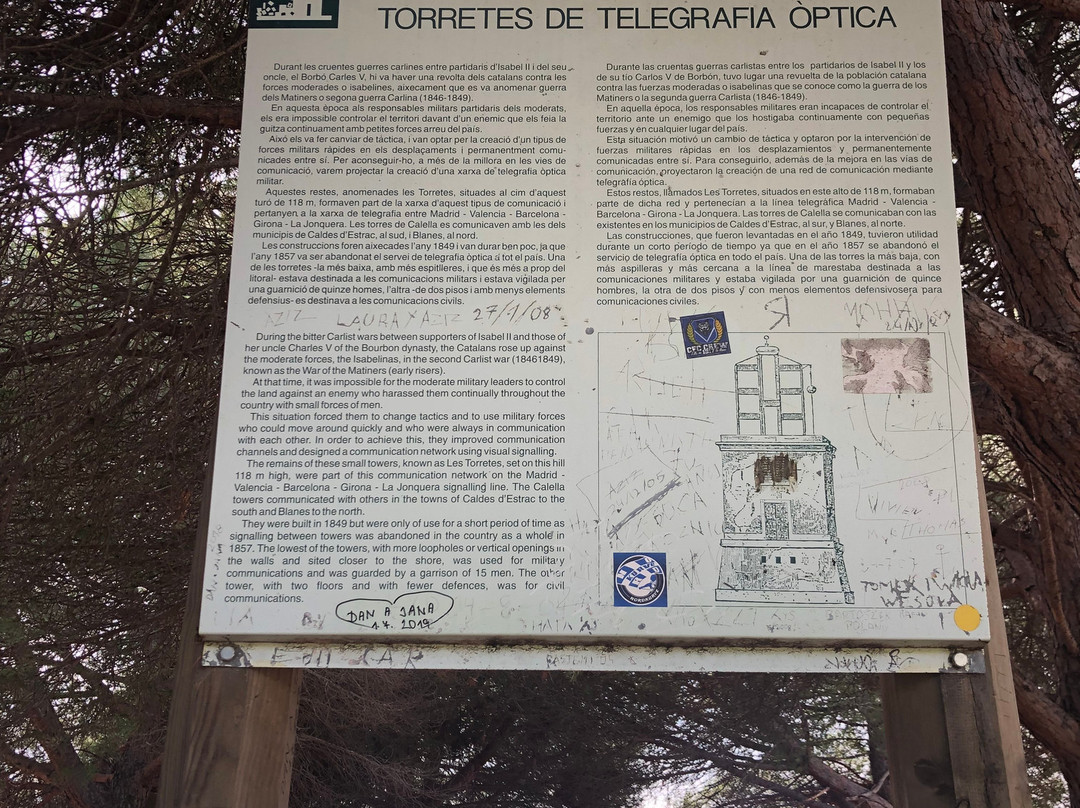 TORRETES DE TELEGRAFIA ÒPTICA
Durant les cruentes guerres carlines entre partidaris d'Isabel II i del seu
oncle, el Borbó Carles V, hi va haver una revolta dels catalans contra les
forces moderades o isabelines, aixecament que es va anomenar guerra
dels Matiners o segona guerra Carlina (1846-1849).
En aquesta època als responsables militars partidaris dels moderats,
els era impossible controlar el territori davant d'un enemic que els feia la
guitza continuament amb petites forces arreu del país.
Això els va fer canviar de tàctica, i van optar per la creació d'un tipus de
forces militars ràpides en els desplaçaments i permanentment comu-
nicades entre sí. Per aconseguir-ho, a més de la millora en les vies de
comunicació, varem projectar la creació d'una xarxa de telegrafia òptica
militar.
Aquestes restes, anomenades les Torretes, situades al cim d'aquest
turó de 118 m, formaven part de la xarxa d'aquest tipus de comunicació i
pertanyen a la xarxa de telegrafia entre Madrid - Valencia - Barcelona -
Girona - La Jonquera. Les torres de Calella es comunicaven amb les dels
municipis de Caldes d'Estrac, al sud, i Blanes, al nord.
Les construccions foren aixecades l'any 1849 i van durar ben poc, ja que
l'any 1857 va ser abandonat el servei de telegrafia òptica a tot el país. Una
de les torretes -la més baixa, amb més espitlleres, i que és més a prop del
litoral- estava destinada a les comunicacions militars i estava vigilada per
una guarnició de quinze homes, l'altra -de dos pisos i amb menys elements
defensius- es destinava a les comunicacions civils.
Durante las cruentas guerras carlistas entre los partidarios de Isabel II y los
de su tío Carlos V de Borbón, tuvo lugar una revuelta de la población catalana
contra las fuerzas moderadas o isabelinas que se conoce como la guerra de los
Matiners o la segunda guerra Carlista (1846-1849).
En aquella época, los responsables militares eran incapaces de controlar el
territorio ante un enemigo que los hostigaba continuamente con pequeñas
fuerzas y en cualquier lugar del país.
Esta situación motivó un cambio de táctica y optaron por la intervención de
fuerzas militares rápidas en los desplazamientos y permanentemente
comunicadas entre sí. Para conseguirlo, además de la mejora en las vías de
comunicación, proyectaron la creación de una red de comunicación mediante
telegrafía óptica.
Estos restos, llamados Les Torretes, situados en este alto de 118 m, formaban
parte de dicha red y pertenecían a la línea telegráfica Madrid - Valencia -
Barcelona - Girona - La Jonquera. Las torres de Calella se comunicaban con las
existentes en los municipios de Caldes d'Estrac, al sur, y Blanes, al norte.
Las construcciones, que fueron levantadas en el año 1849, tuvieron utilidad
durante un corto período de tiempo ya que en el año 1857 se abandonó el
servicio de telegrafía óptica en todo el país. Una de las torres la más baja, con
más aspilleras y más cercana a la línea de marestaba destinada a las
comunicaciones militares y estaba vigilada por una guarnición de quince
hombres, la otra de dos pisos y con menos elementos defensivosera para
comunicaciones civiles.
AZIZ LAURA Y AZIZ 27/1/08
During the bitter Carlist wars between supporters of Isabel II and those of
her uncle Charles V of the Bourbon dynasty, the Catalans rose up against
the moderate forces, the Isabelinas, in the second Carlist war (18461849),
known as the War of the Matiners (early risers).
At that time, it was impossible for the moderate military leaders to control
the land against an enemy who harassed them continually throughout the
country with small forces of men.
This situation forced them to change tactics and to use military forces
who could move around quickly and who were always in communication
with each other. In order to achieve this, they improved communication
channels and designed a communication network using visual signalling.
The remains of these small towers, known as Les Torretes, set on this hill
118 m high, were part of this communication network on the Madrid -
Valencia - Barcelona - Girona - La Jonquera signalling line. The Calella
towers communicated with others in the towns of Caldes d'Estrac to the
south and Blanes to the north.
They were built in 1849 but were only of use for a short period of time as
signalling between towers was abandoned in the country as a whole in
1857. The lowest of the towers, with more loopholes or vertical openings in
the walls and sited closer to the shore, was used for military
communications and was guarded by a garrison of 15 men. The other
tower, with two floors and with fewer defences, was for civil
communications.
DAN A JANA
1.7. 2019
MOHA
CFC CREW
VIVIEN
THOMAS
NORDKURVE
WESOVA